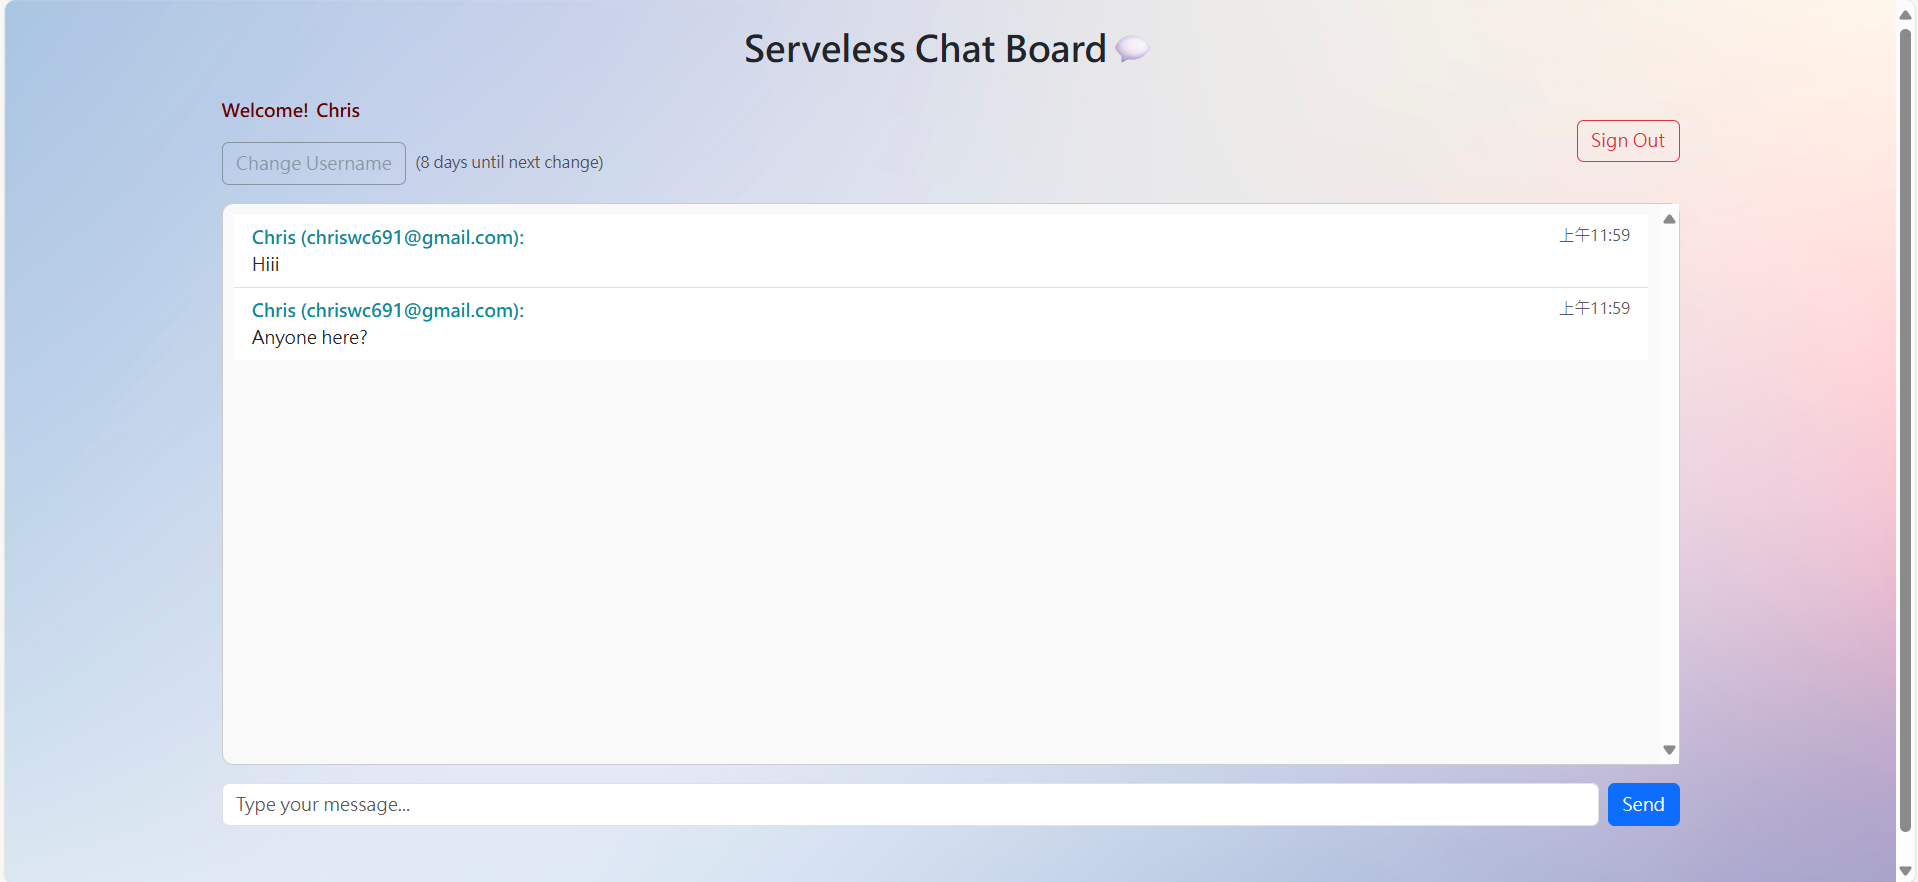 Serveless Chat Board
Welcome! Chris
Sign Out
Change Username (8 days until next change)
Chris (chriswc691@gmail.com): 上午11:59
Hiii
Chris (chriswc691@gmail.com): 上午11:59
Anyone here?
Type your message...
Send